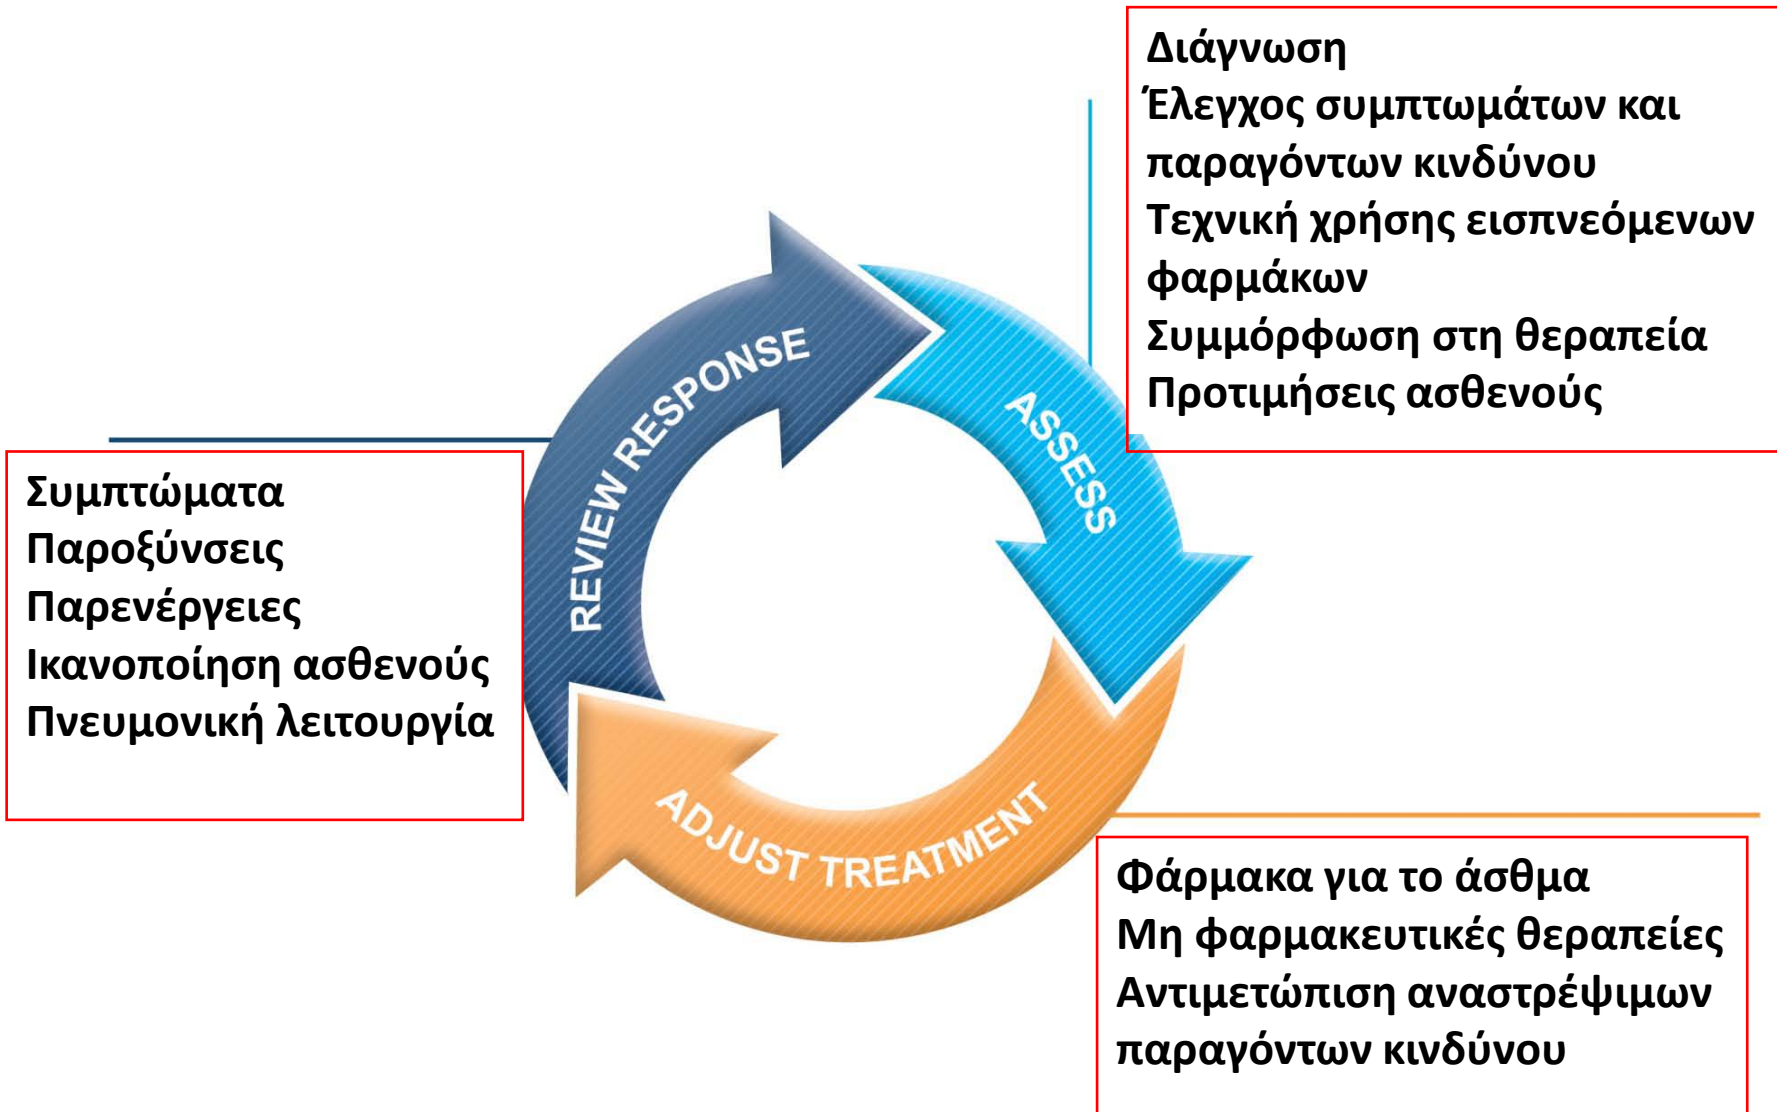 Διάγνωση
Έλεγχος συμπτωμάτων και
παραγόντων κινδύνου
Τεχνική χρήσης εισπνεόμενων
φαρμάκων
Συμμόρφωση στη θεραπεία
Προτιμήσεις ασθενούς
REVIEW RESPONSE
ASSESS
ADJUST TREATMENT
Συμπτώματα
Παροξύνσεις
Παρενέργειες
Ικανοποίηση ασθενούς
Πνευμονική λειτουργία
Φάρμακα για το άσθμα
Μη φαρμακευτικές θεραπείες
Αντιμετώπιση αναστρέψιμων
παραγόντων κινδύνου